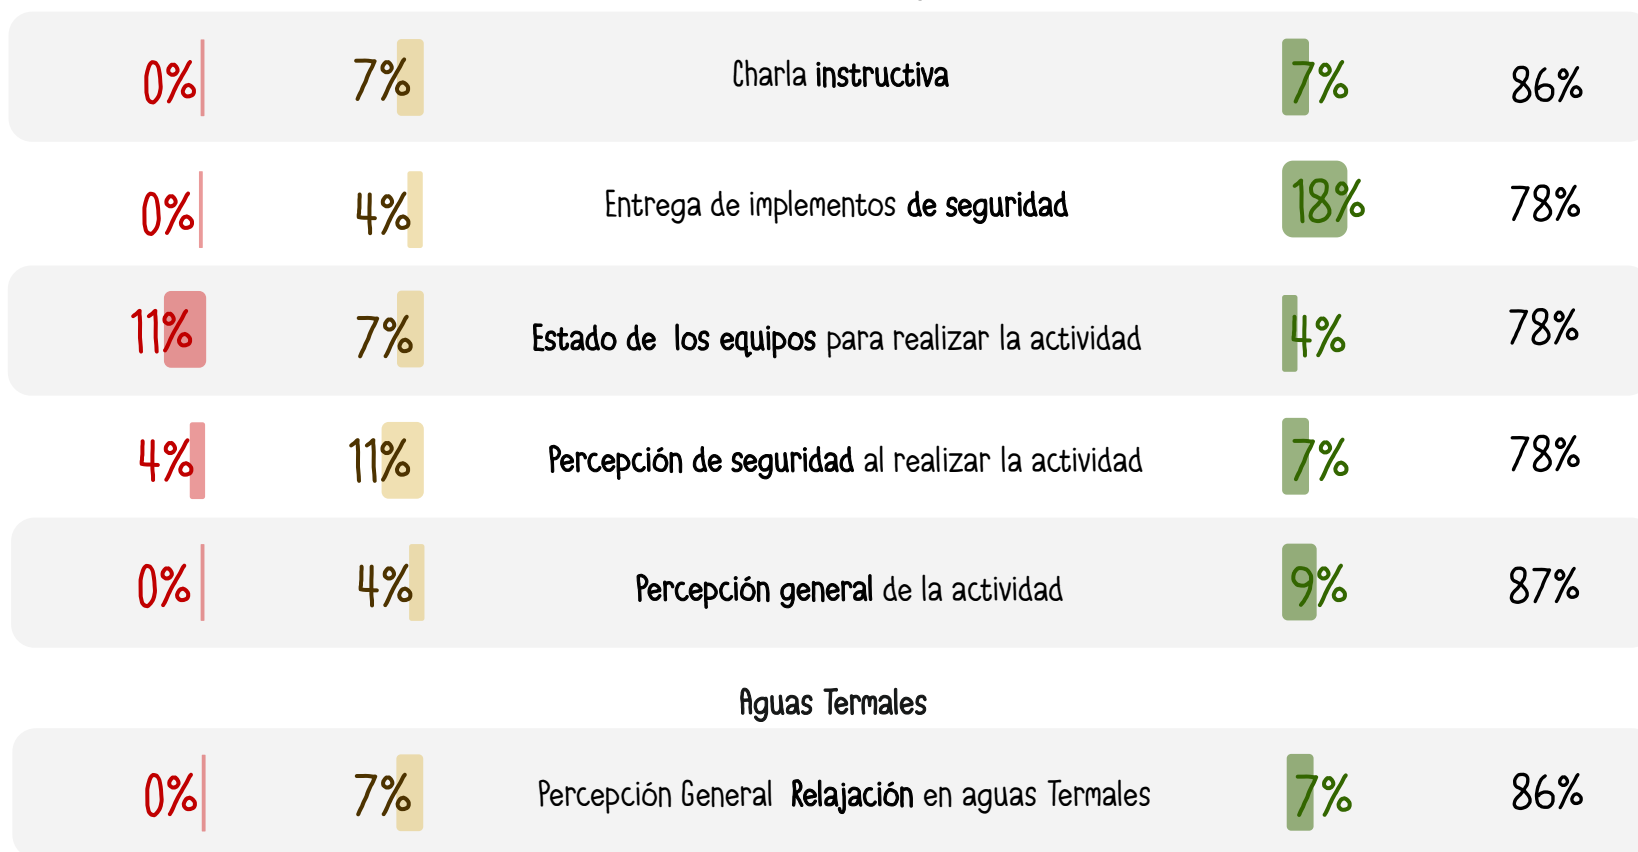 0% 7% Charla instructiva 7% 86%
0% 4% Entrega de implementos de seguridad 18% 78%
11% 7% Estado de los equipos para realizar la actividad 4% 78%
4% 11% Percepción de seguridad al realizar la actividad 7% 78%
0% 4% Percepción general de la actividad 9% 87%
Aguas Termales
0% 7% Percepción General Relajación en aguas Termales 7% 86%